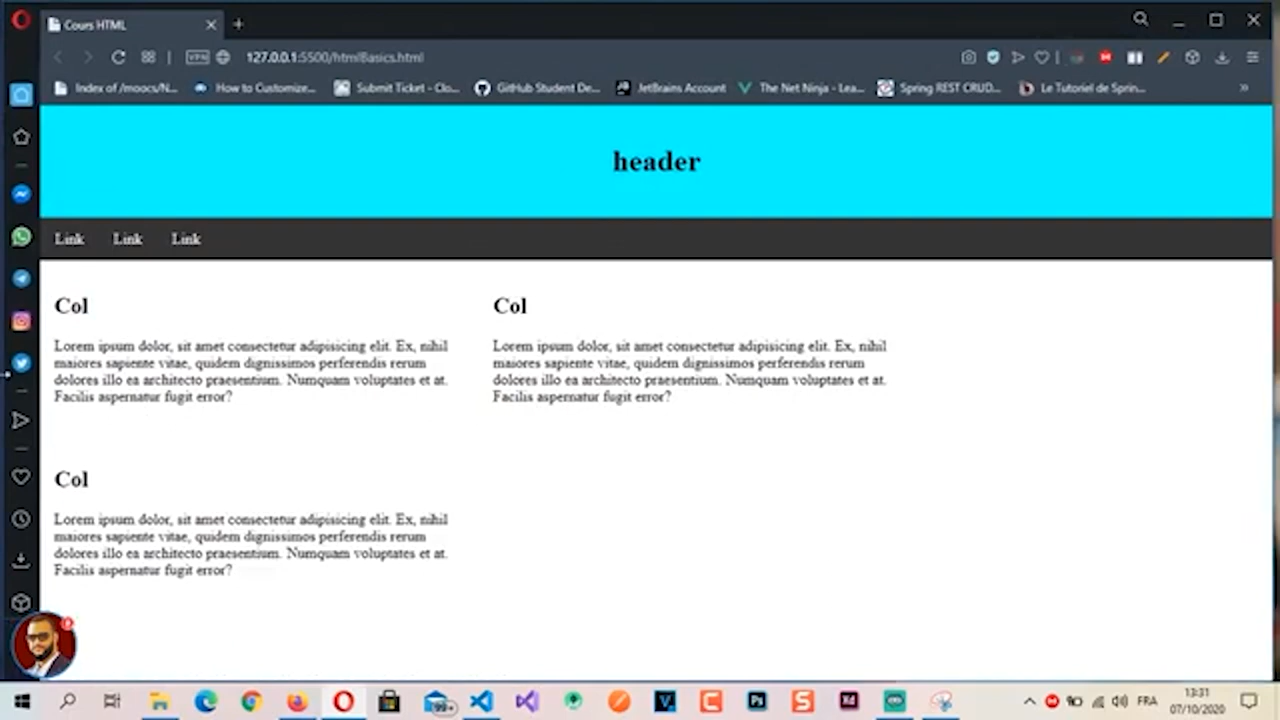 Cours HTML
VPN
127.0.0.1:5500/htmlBasics.html
Index of /moocs/N...
How to Customize...
Submit Ticket - Clo...
GitHub Student De...
JetBrains Account
The Net Ninja - Lea...
Spring REST CRUD...
Le Tutoriel de Sprin...
header
Link Link Link
Col
Lorem ipsum dolor, sit amet consectetur adipisicing elit. Ex, nihil
maiores sapiente vitae, quidem dignissimos perferendis rerum
dolores illo ea architecto praesentium. Numquam voluptates et at.
Facilis aspernatur fugit error?
Col
Lorem ipsum dolor, sit amet consectetur adipisicing elit. Ex, nihil
maiores sapiente vitae, quidem dignissimos perferendis rerum
dolores illo ea architecto praesentium. Numquam voluptates et at.
Facilis aspernatur fugit error?
Col
Lorem ipsum dolor, sit amet consectetur adipisicing elit. Ex, nihil
maiores sapiente vitae, quidem dignissimos perferendis rerum
dolores illo ea architecto praesentium. Numquam voluptates et at.
Facilis aspernatur fugit error?
99+
Ps
FRA
13:31
07/10/2020